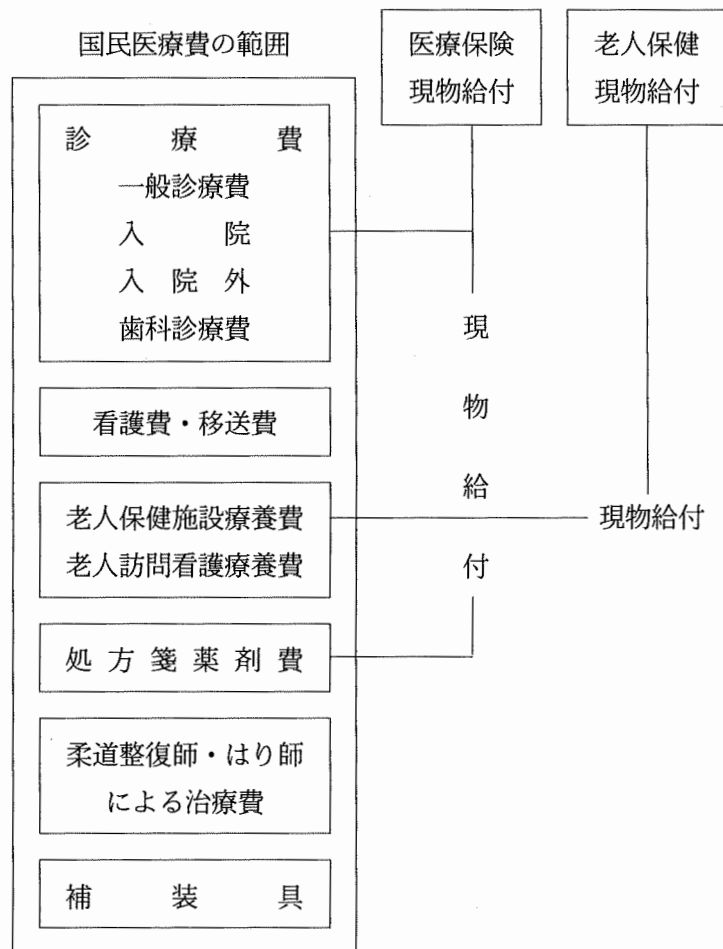 国民医療費の範囲
医療保険
現物給付
老人保健
現物給付
診療費
一般診療費
入院
入院外
歯科診療費
看護費・移送費
老人保健施設療養費
老人訪問看護療養費
処方箋薬剤費
柔道整復師・はり師
による治療費
補装具
現物給付
現物給付